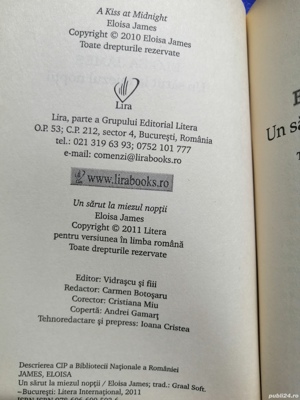 A Kiss at Midnight
Eloisa James
Copyright © 2010 Eloisa James
Toate drepturile rezervate
Lira
Lira, parte a Grupului Editorial Litera
O.P. 53; C.P. 212, sector 4, București, România
tel.: 021 319 63 93; 0752 101 777
e-mail: comenzi@lirabooks.ro
www.lirabooks.ro
Un sărut la miezul nopții
Eloisa James
Copyright © 2011 Litera
pentru versiunea în limba română
Toate drepturile rezervate
Editor: Vidrașcu și fiii
Redactor: Carmen Botoșaru
Corector: Cristiana Miu
Copertă: Andrei Gamarț
Tehnoredactare și prepress: Ioana Cristea
Descrierea CIP a Bibliotecii Naționale a României
JAMES, ELOISA
Un sărut la miezul nopții / Eloisa James; trad.: Graal Soft.
București: Litera Internațional, 2011
Un să
publi24.ro